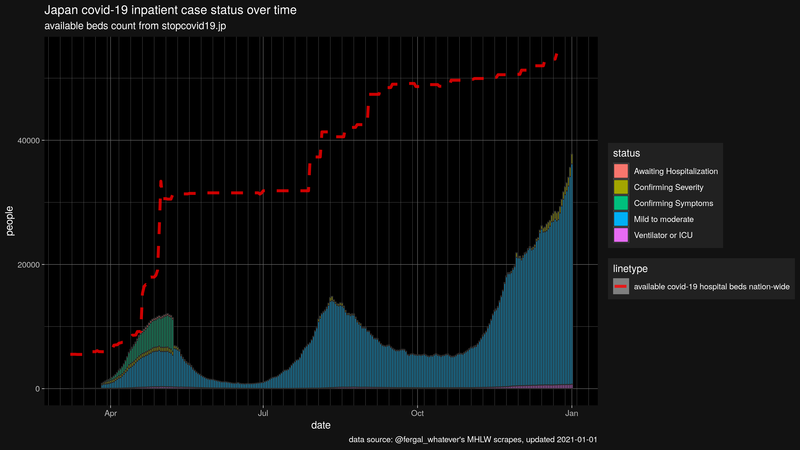 Japan covid-19 inpatient case status over time
available beds count from stopcovid19.jp
people
40000
20000
0
Apr
Jul
Oct
Jan
date
status
Awaiting Hospitalization
Confirming Severity
Confirming Symptoms
Mild to moderate
Ventilator or ICU
linetype
available covid-19 hospital beds nation-wide
data source: @fergal_whatever's MHLW scrapes, updated 2021-01-01